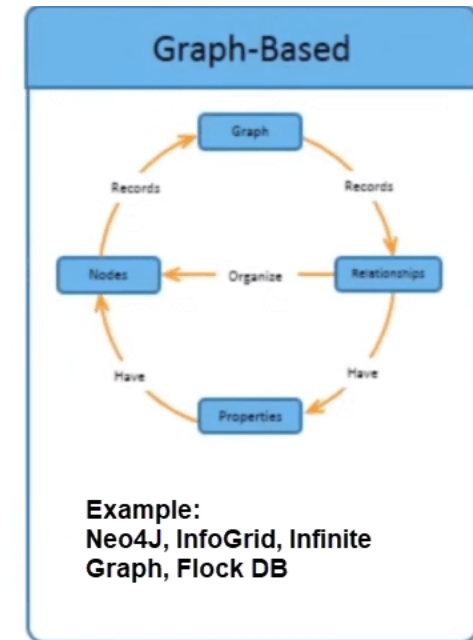 Graph-Based
Graph
Records
Records
Nodes
Organize
Relationships
Have
Have
Properties
Example:
Neo4J, InfoGrid, Infinite
Graph, Flock DB